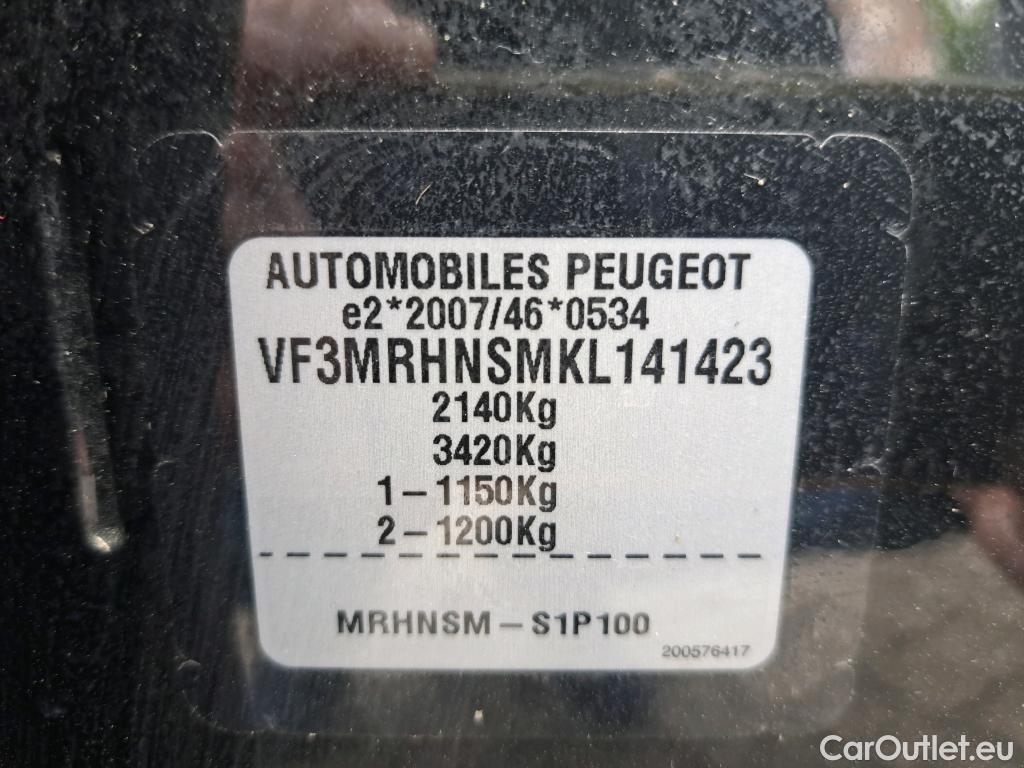 AUTOMOBILES PEUGEOT
e2*2007/46*0534
VF3MRHNSMKL141423
2140Kg
3420Kg
1-1150Kg
2-1200Kg
MRHNSM-S1P100
200576417
CarOutlet.eu